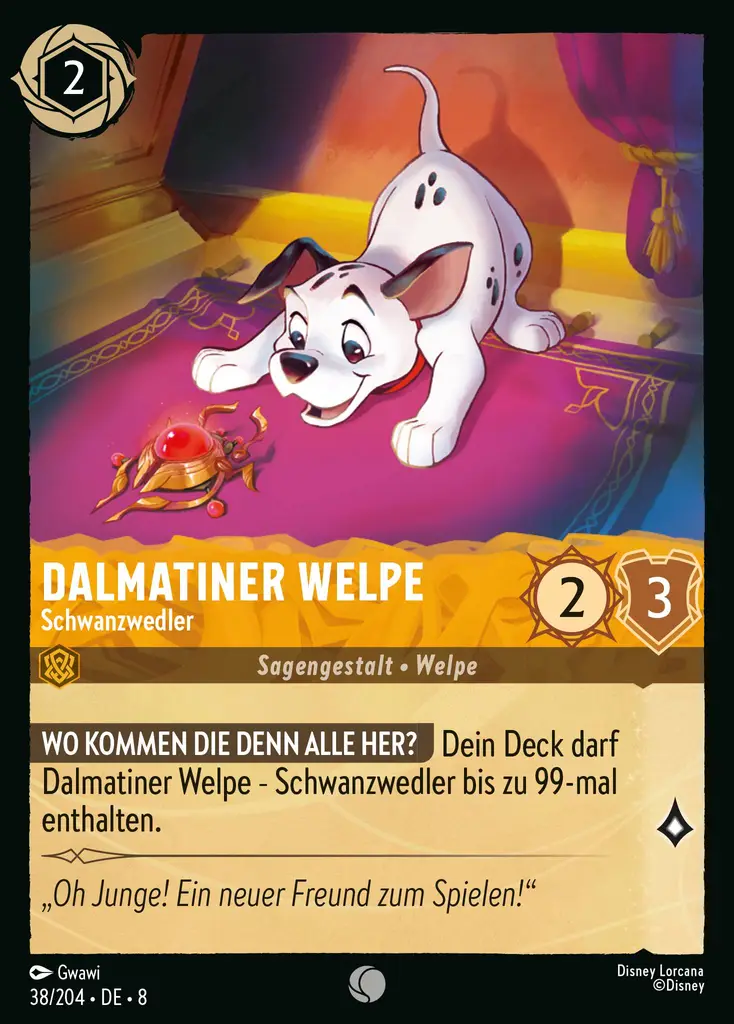 2
DALMATINER WELPE
Schwanzwedler
2
3
Sagengestalt • Welpe
WO KOMMEN DIE DENN ALLE HER? Dein Deck darf
Dalmatiner Welpe - Schwanzwedler bis zu 99-mal
enthalten.
„Oh Junge! Ein neuer Freund zum Spielen!“
Gwawi
38/204 • DE • 8
Disney Lorcana
©Disney